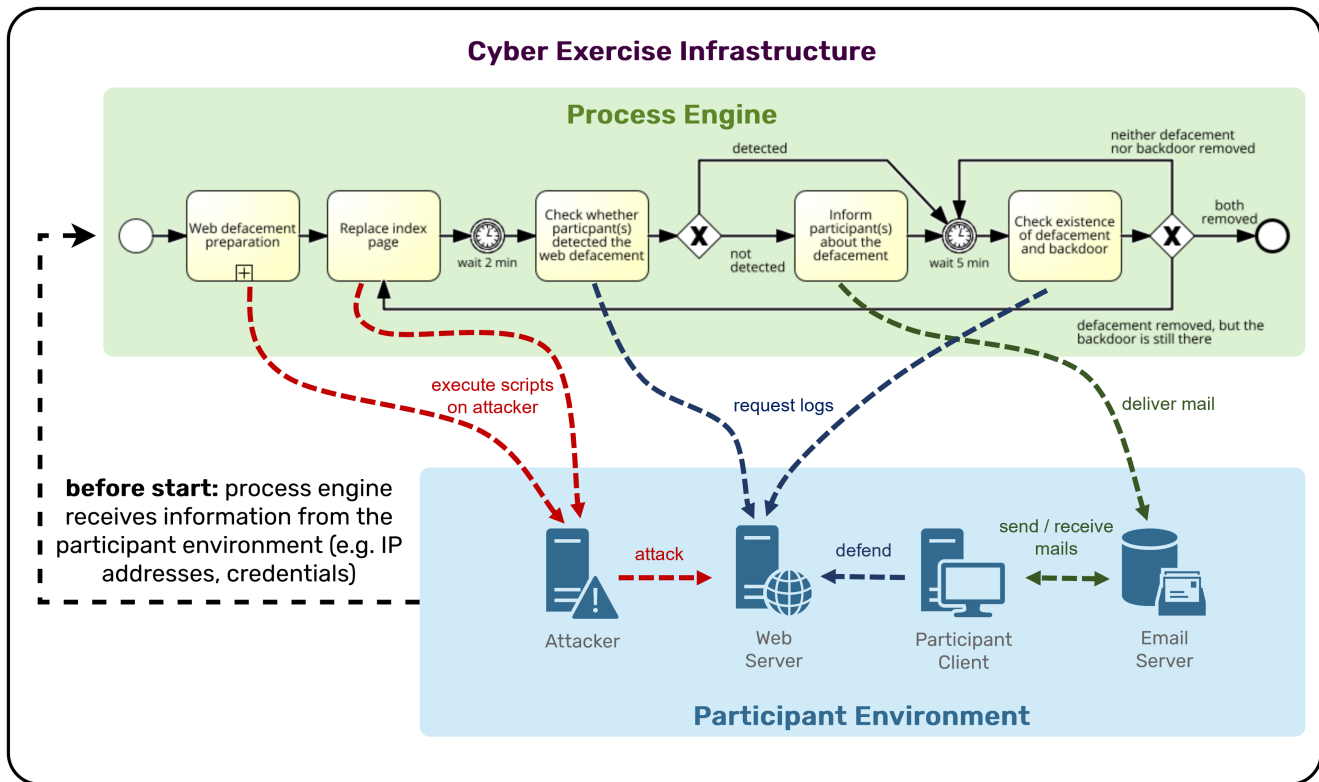 Cyber Exercise Infrastructure
Process Engine
detected
neither defacement
nor backdoor removed
Web defacement
preparation
Replace index
page
wait 2 min
Check whether
particpant(s)
detected the
web defacement
X
not
detected
Inform
participant(s)
about the
defacement
wait 5 min
Check existence
of defacement
and backdoor
X
both
removed
defacement removed, but the
backdoor is still there
execute scripts
on attacker
request logs
deliver mail
before start: process engine
receives information from the
participant environment (e.g. IP
addresses, credentials)
attack
defend
send / receive
mails
Attacker
Web
Server
Participant
Client
Email
Server
Participant Environment